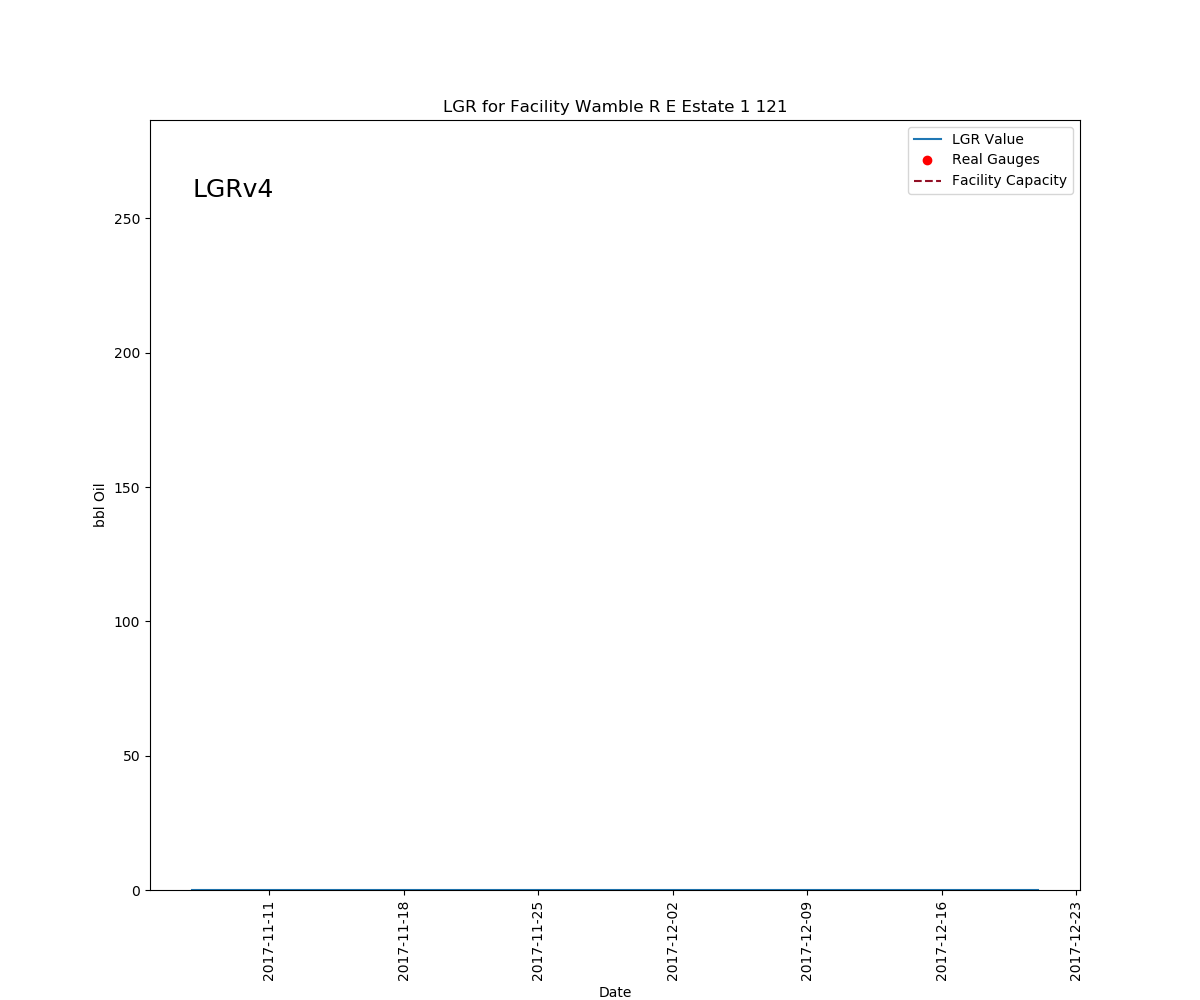 LGR for Facility Wamble R E Estate 1 121
LGR Value
Real Gauges
Facility Capacity
LGRv4
250
200
150
100
50
0
bbl Oil
2017-11-11
2017-11-18
2017-11-25
2017-12-02
2017-12-09
2017-12-16
2017-12-23
Date